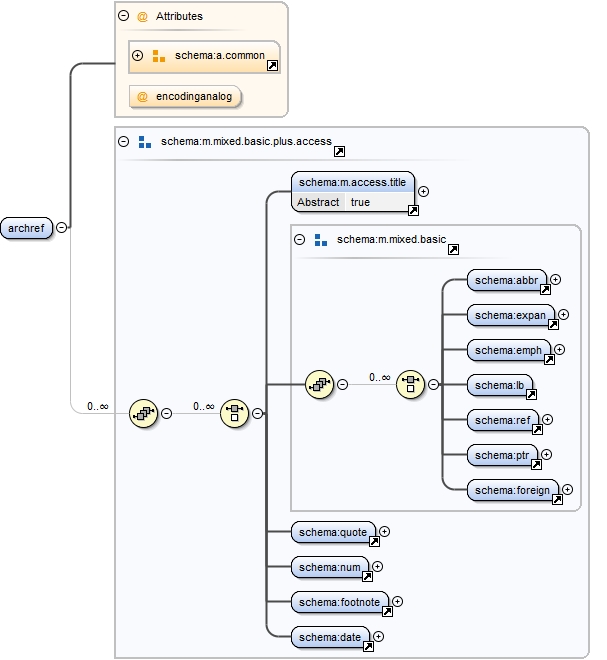 Attributes
schema:a.common
encodinganalog
schema:m.mixed.basic.plus.access
schema:m.access.title
Abstract true
schema:m.mixed.basic
archref
schema:abbr
schema:expan
schema:emph
0..∞
schema:lb
0..∞
0..∞
schema:ref
schema:ptr
schema:foreign
schema:quote
schema:num
schema:footnote
schema:date